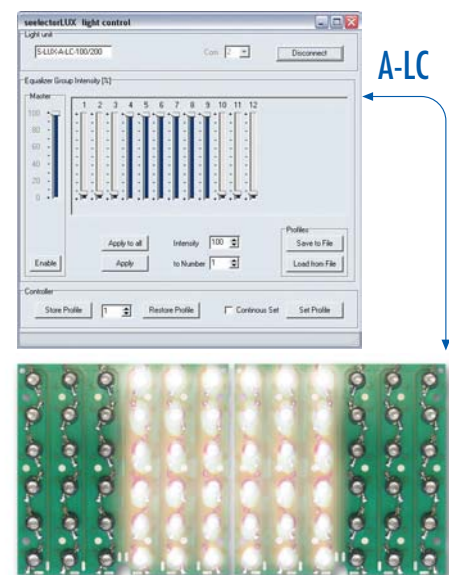 seelectorLUX light control
Light unit
S-LUX-A-LC-100/200
Com 2
Disconnect
A-LC
Equalizer Group Intensity [%]
Master
1 2 3 4 5 6 7 8 9 10 11 12
100
80
60
40
20
0
Apply to all
Intensity 100
Profiles
Save to File
Enable
Apply
to Number 1
Load from File
Controller
Store Profile
1
Restore Profile
Continous Set
Set Profile